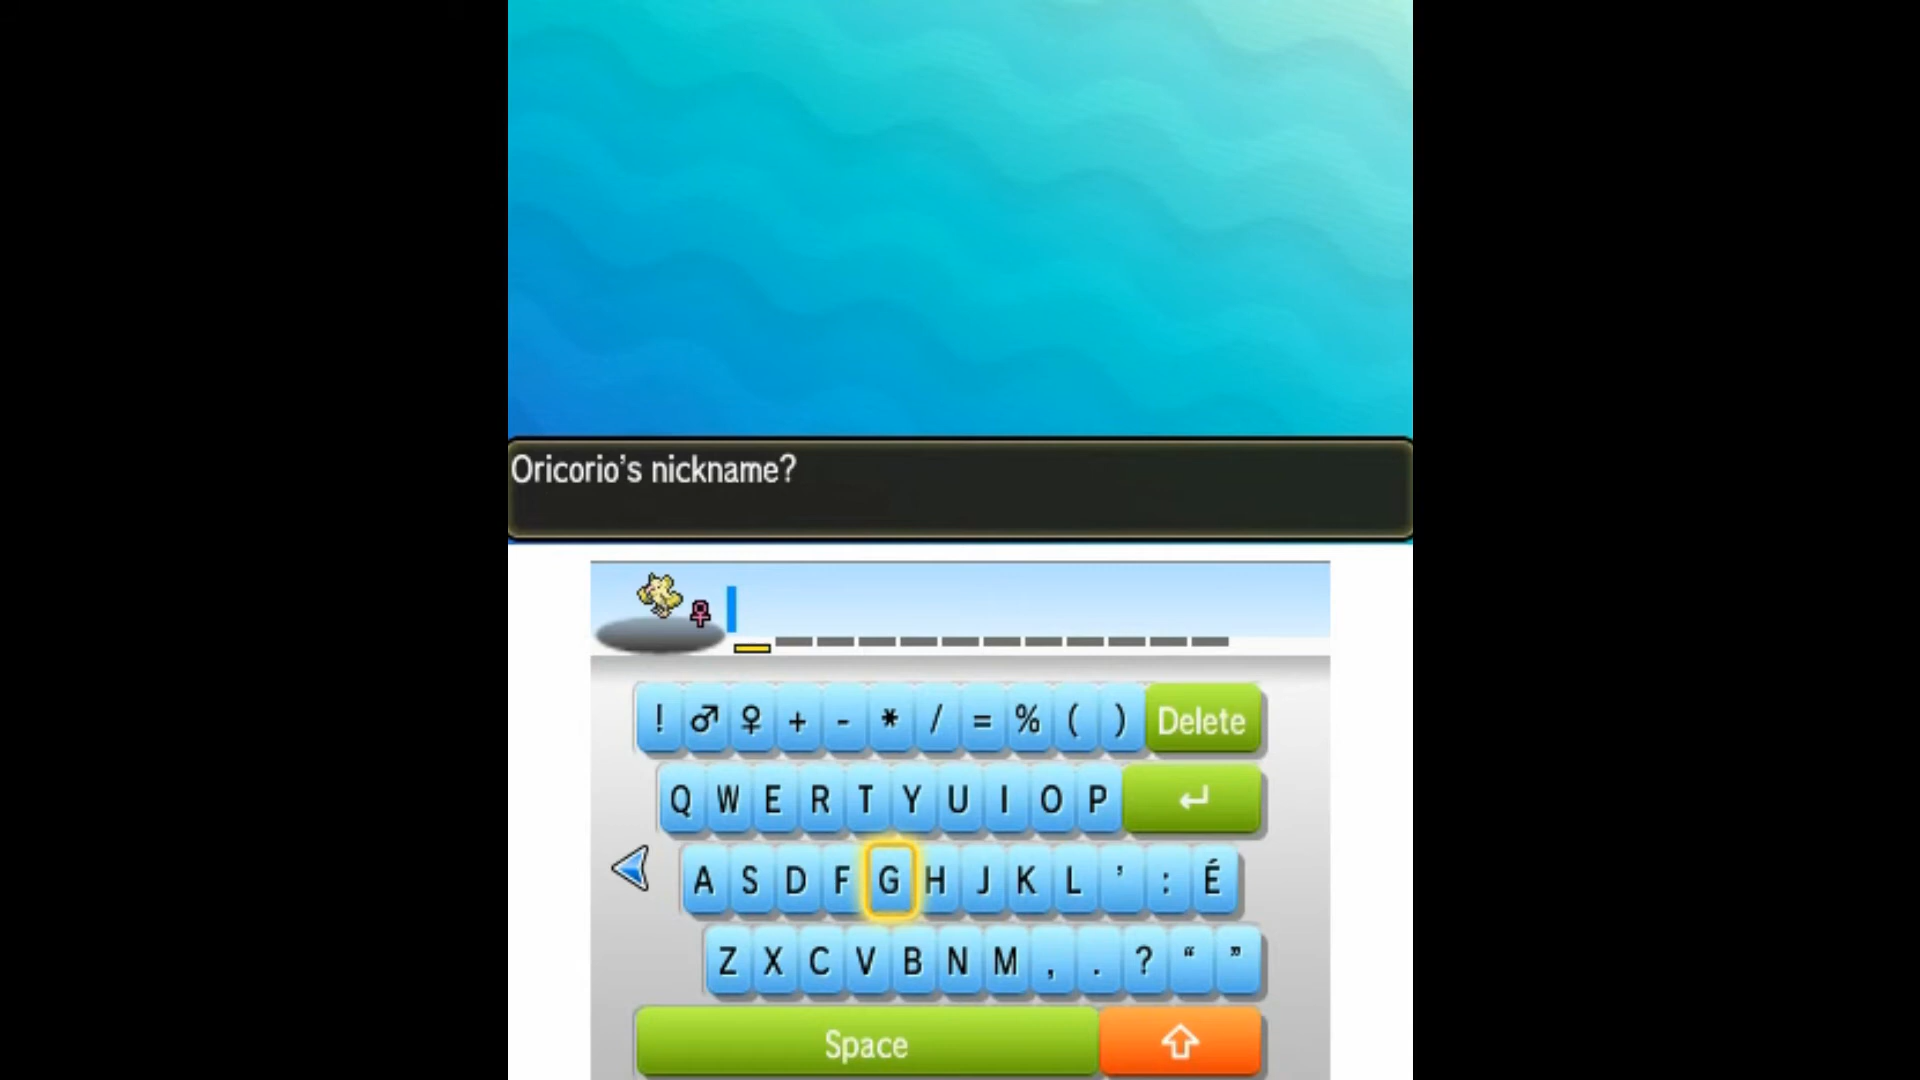 Oricorio's nickname?
! ♂ ♀ + - * / = % ( ) Delete
Q W E R T Y U I O P
A S D F G H J K L ’ : É
Z X C V B N M , . ? “ ”
Space